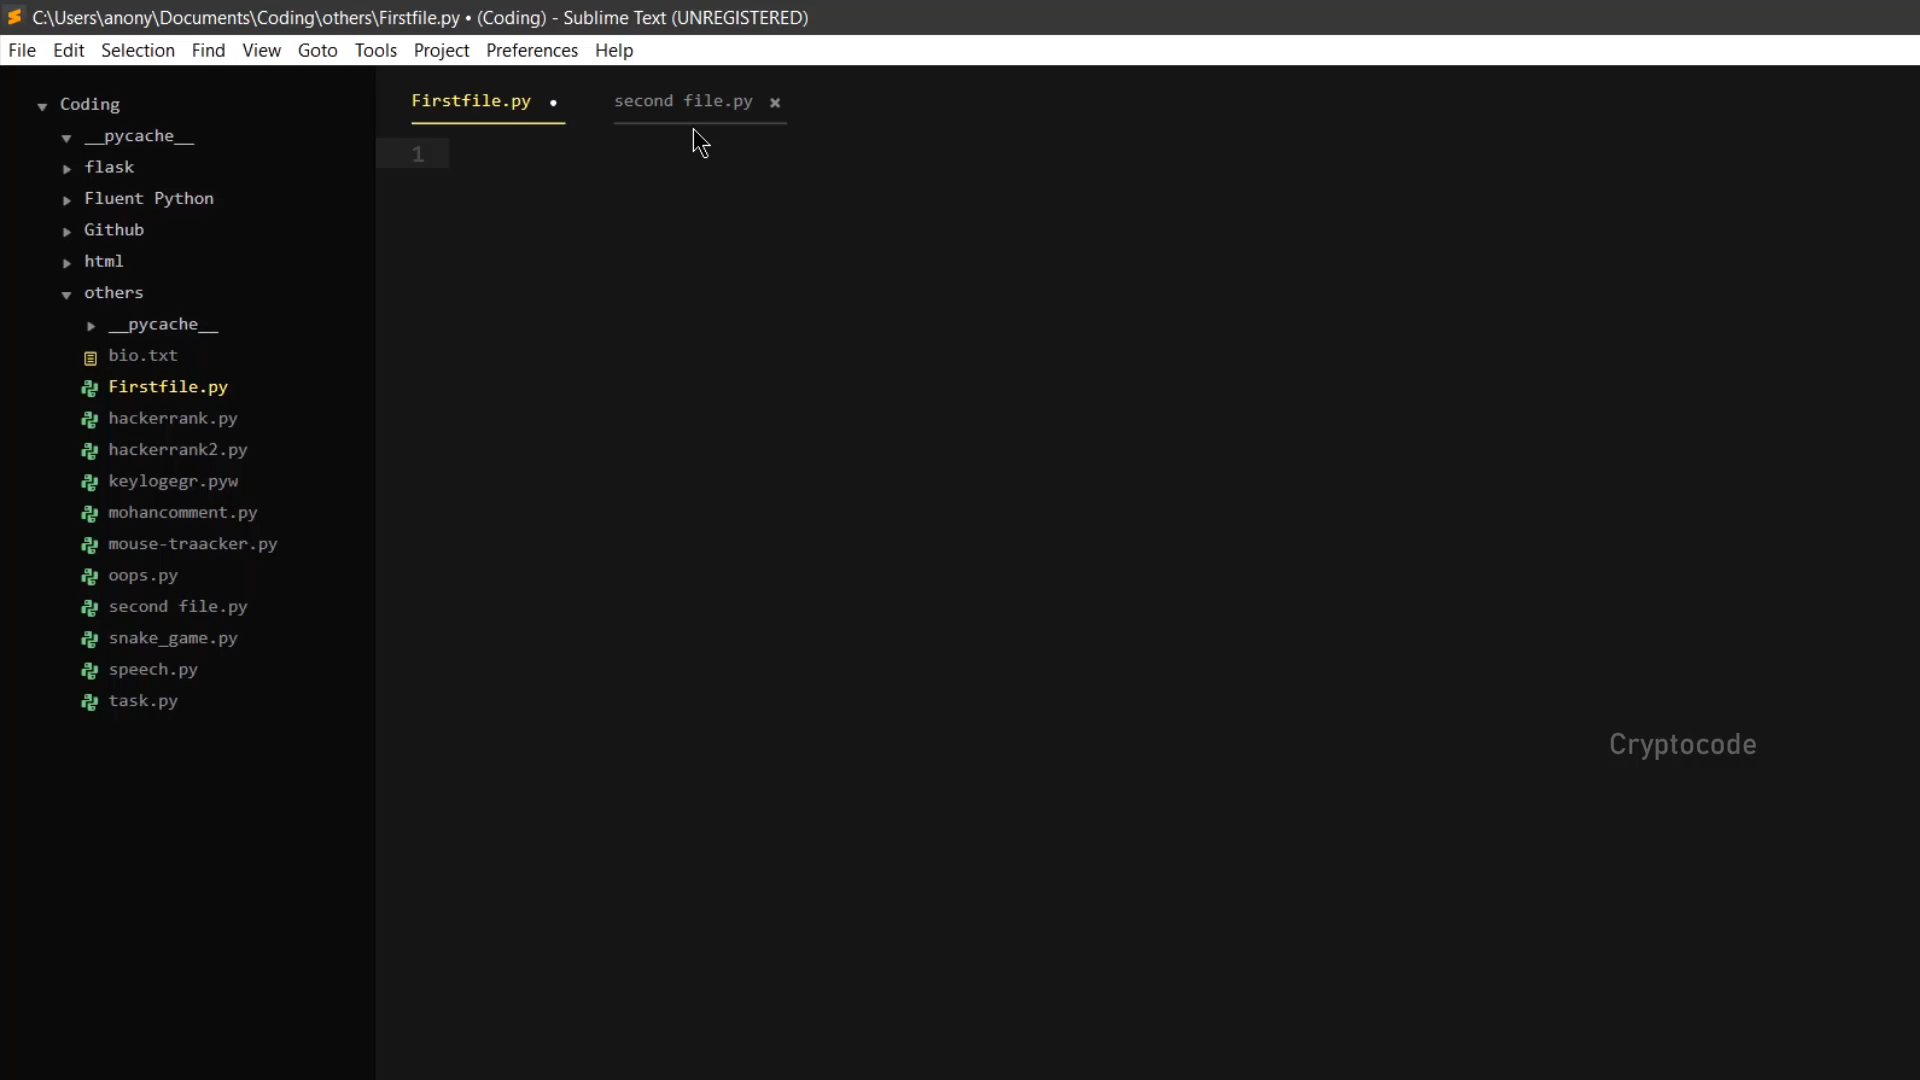 C:\Users\anony\Documents\Coding\others\Firstfile.py • (Coding) - Sublime Text (UNREGISTERED)
File Edit Selection Find View Goto Tools Project Preferences Help
Coding
__pycache__
flask
Fluent Python
Github
html
others
__pycache__
bio.txt
Firstfile.py
hackerrank.py
hackerrank2.py
keylogegr.pyw
mohancomment.py
mouse-traacker.py
oops.py
second file.py
snake_game.py
speech.py
task.py
Firstfile.py • second file.py ×
1
Cryptocode